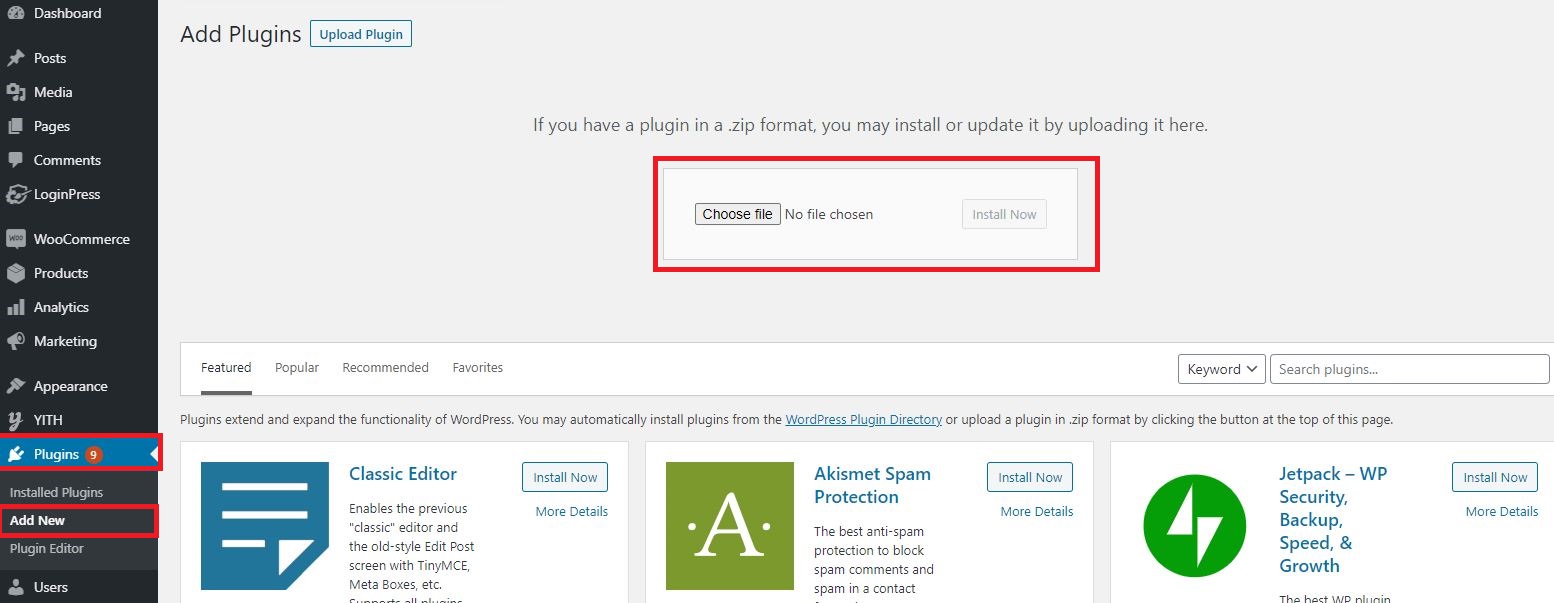 Dashboard
Posts
Media
Pages
Comments
LoginPress
WooCommerce
Products
Analytics
Marketing
Appearance
YITH
Plugins 9
Installed Plugins
Add New
Plugin Editor
Users
Add Plugins Upload Plugin
If you have a plugin in a .zip format, you may install or update it by uploading it here.
Choose file No file chosen Install Now
Featured Popular Recommended Favorites Keyword Search plugins...
Plugins extend and expand the functionality of WordPress. You may automatically install plugins from the WordPress Plugin Directory or upload a plugin in .zip format by clicking the button at the top of this page.
Classic Editor
Install Now
More Details
Enables the previous
"classic" editor and
the old-style Edit Post
screen with TinyMCE,
Meta Boxes, etc.
Supports all plugins
·A·
Akismet Spam
Protection
Install Now
More Details
The best anti-spam
protection to block
spam comments and
spam in a contact
Jetpack – WP
Security,
Backup,
Speed, &
Growth
Install Now
More Details
The best WP plugin